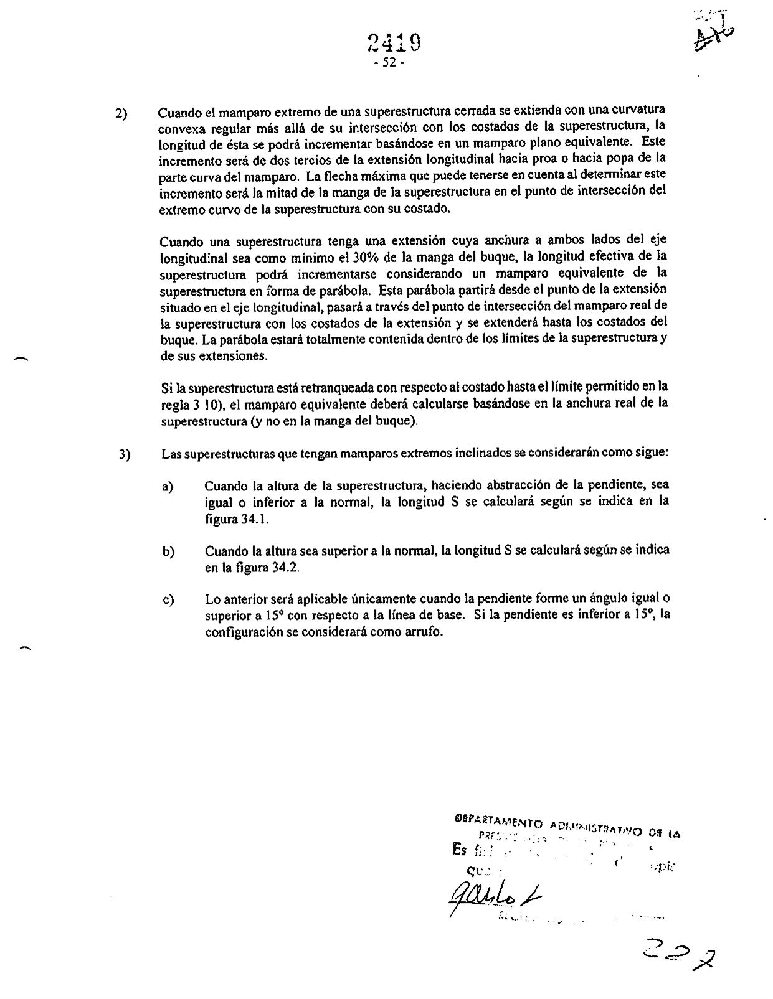 2419
- 52 -
2) Cuando el mamparo extremo de una superestructura cerrada se extienda con una curvatura
convexa regular más allá de su intersección con los costados de la superestructura, la
longitud de ésta se podrá incrementar basándose en un mamparo plano equivalente. Este
incremento será de dos tercios de la extensión longitudinal hacia proa o hacia popa de la
parte curva del mamparo. La flecha máxima que puede tenerse en cuenta al determinar este
incremento será la mitad de la manga de la superestructura en el punto de intersección del
extremo curvo de la superestructura con su costado.
Cuando una superestructura tenga una extensión cuya anchura a ambos lados del eje
longitudinal sea como mínimo el 30% de la manga del buque, la longitud efectiva de la
superestructura podrá incrementarse considerando un mamparo equivalente de la
superestructura en forma de parábola. Esta parábola partirá desde el punto de la extensión
situado en el eje longitudinal, pasará a través del punto de intersección del mamparo real de
la superestructura con los costados de la extensión y se extenderá hasta los costados del
buque. La parábola estará totalmente contenida dentro de los límites de la superestructura y
de sus extensiones.
Si la superestructura está retranqueada con respecto al costado hasta el límite permitido en la
regla 3 10), el mamparo equivalente deberá calcularse basándose en la anchura real de la
superestructura (y no en la manga del buque).
3) Las superestructuras que tengan mamparos extremos inclinados se considerarán como sigue:
a) Cuando la altura de la superestructura, haciendo abstracción de la pendiente, sea
igual o inferior a la normal, la longitud S se calculará según se indica en la
figura 34.1.
b) Cuando la altura sea superior a la normal, la longitud S se calculará según se indica
en la figura 34.2.
c) Lo anterior será aplicable únicamente cuando la pendiente forme un ángulo igual o
superior a 15º con respecto a la línea de base. Si la pendiente es inferior a 15º, la
configuración se considerará como arrufo.
DEPARTAMENTO ADMINISTRATIVO DE LA
Es
227